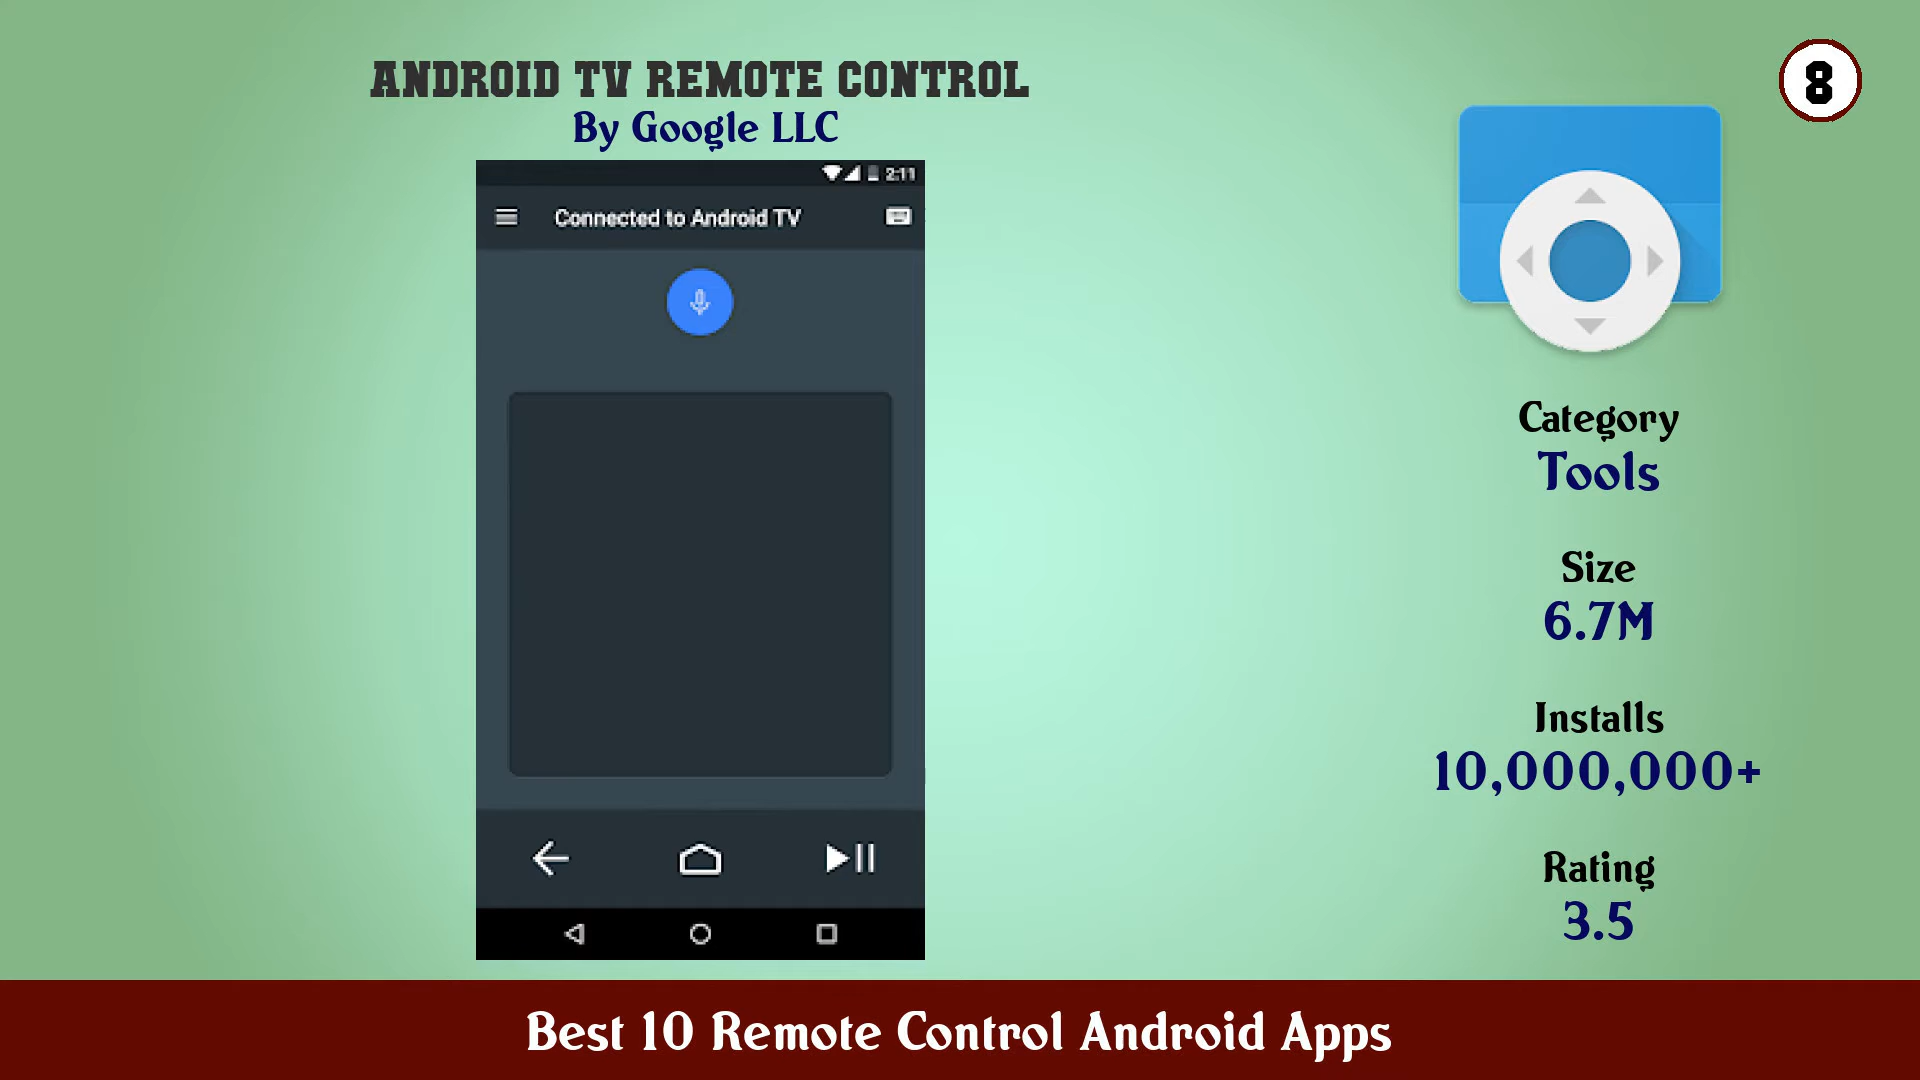 ANDROID TV REMOTE CONTROL
By Google LLC
8
2:11
Connected to Android TV
Category
Tools
Size
6.7M
Installs
10,000,000+
Rating
3.5
Best 10 Remote Control Android Apps